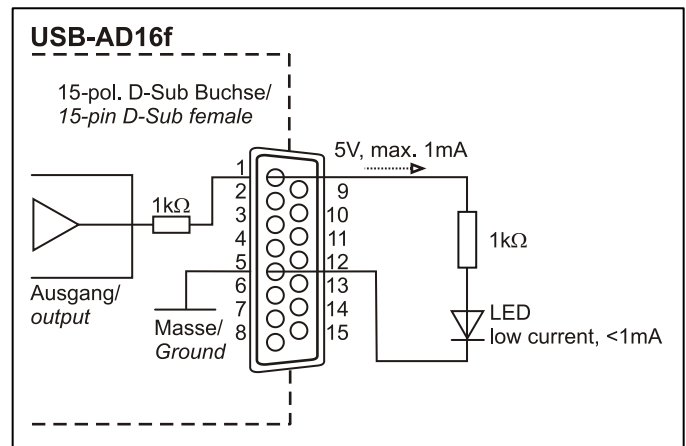 USB-AD16f
15-pol. D-Sub Buchse/
15-pin D-Sub female
5V, max. 1mA
1
2
3
4
5
6
7
8
9
10
11
12
13
14
15
1kΩ
1kΩ
Ausgang/
output
Masse/
Ground
LED
low current, <1mA